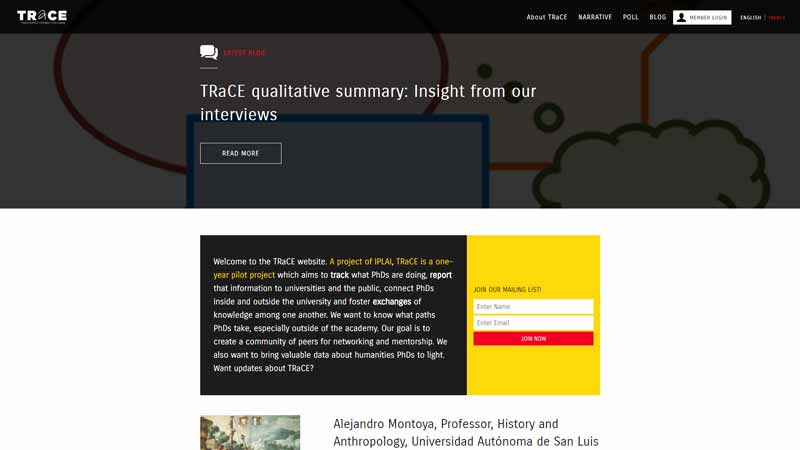 TRaCE
About TRaCE
NARRATIVE
POLL
BLOG
MEMBER LOGIN
ENGLISH
LATEST BLOG
TRaCE qualitative summary: Insight from our
interviews
READ MORE
Welcome to the TRaCE website. A project of IPLAI, TRaCE is a one-
year pilot project which aims to track what PhDs are doing, report
that information to universities and the public, connect PhDs
inside and outside the university and foster exchanges of
knowledge among one another. We want to know what paths
PhDs take, especially outside of the academy. Our goal is to
create a community of peers for networking and mentorship. We
also want to bring valuable data about humanities PhDs to light.
Want updates about TRaCE?
JOIN OUR MAILING LIST!
Enter Name
Enter Email
JOIN NOW
Alejandro Montoya, Professor, History and
Anthropology, Universidad Autónoma de San Luis